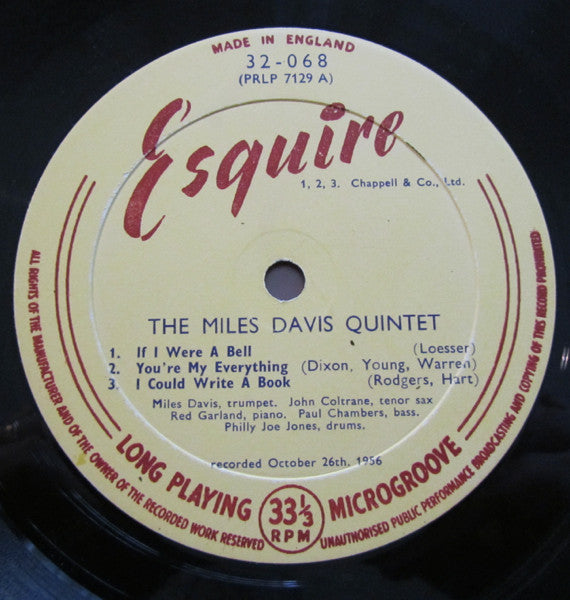 MADE IN ENGLAND
32-068
(PRLP 7129 A)
Esquire
1, 2, 3. Chappell & Co., Ltd.
THE MILES DAVIS QUINTET
1. If I Were A Bell (Loesser)
2. You're My Everything (Dixon, Young, Warren)
3. I Could Write A Book (Rodgers, Hart)
Miles Davis, trumpet. John Coltrane, tenor sax
Red Garland, piano. Paul Chambers, bass.
Philly Joe Jones, drums.
recorded October 26th. 1956
LONG PLAYING 33⅓ RPM MICROGROOVE
ALL RIGHTS OF THE MANUFACTURER AND OF THE OWNER OF THE RECORDED WORK RESERVED
UNAUTHORISED PUBLIC PERFORMANCE BROADCASTING AND COPYING OF THIS RECORD PROHIBITED